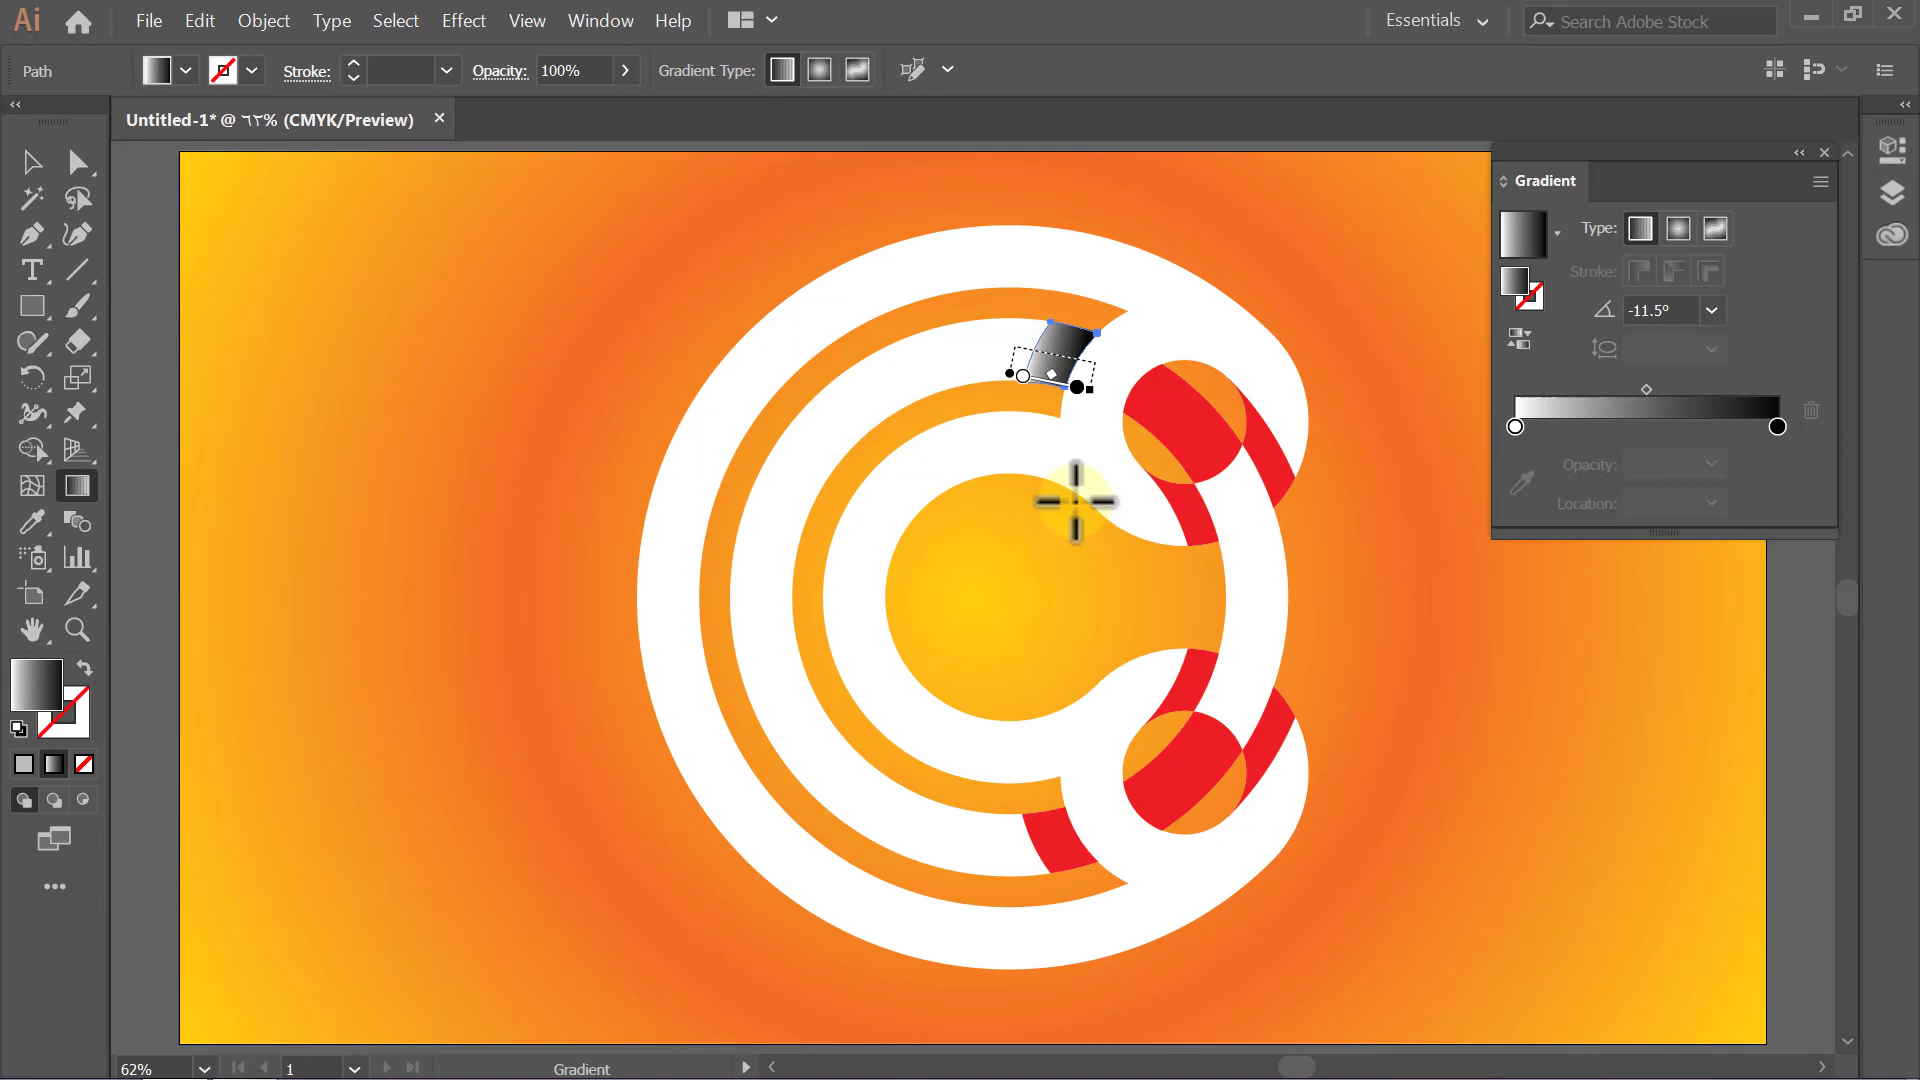 Ai File Edit Object Type Select Effect View Window Help Essentials Search Adobe Stock
Path Stroke: Opacity: 100% Gradient Type:
Untitled-1* @ ٦٢% (CMYK/Preview)
Gradient
Type:
Stroke:
-11.5°
Opacity:
Location:
62% 1 Gradient